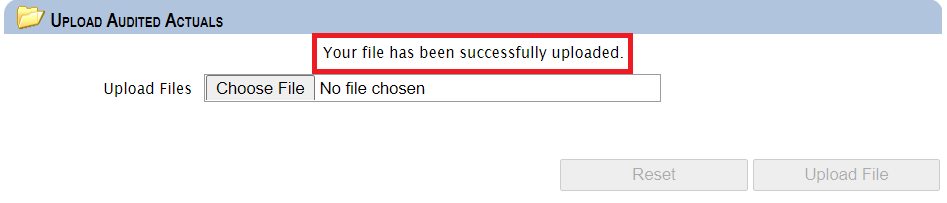 Upload Audited Actuals
Your file has been successfully uploaded.
Upload Files Choose File No file chosen
Reset Upload File